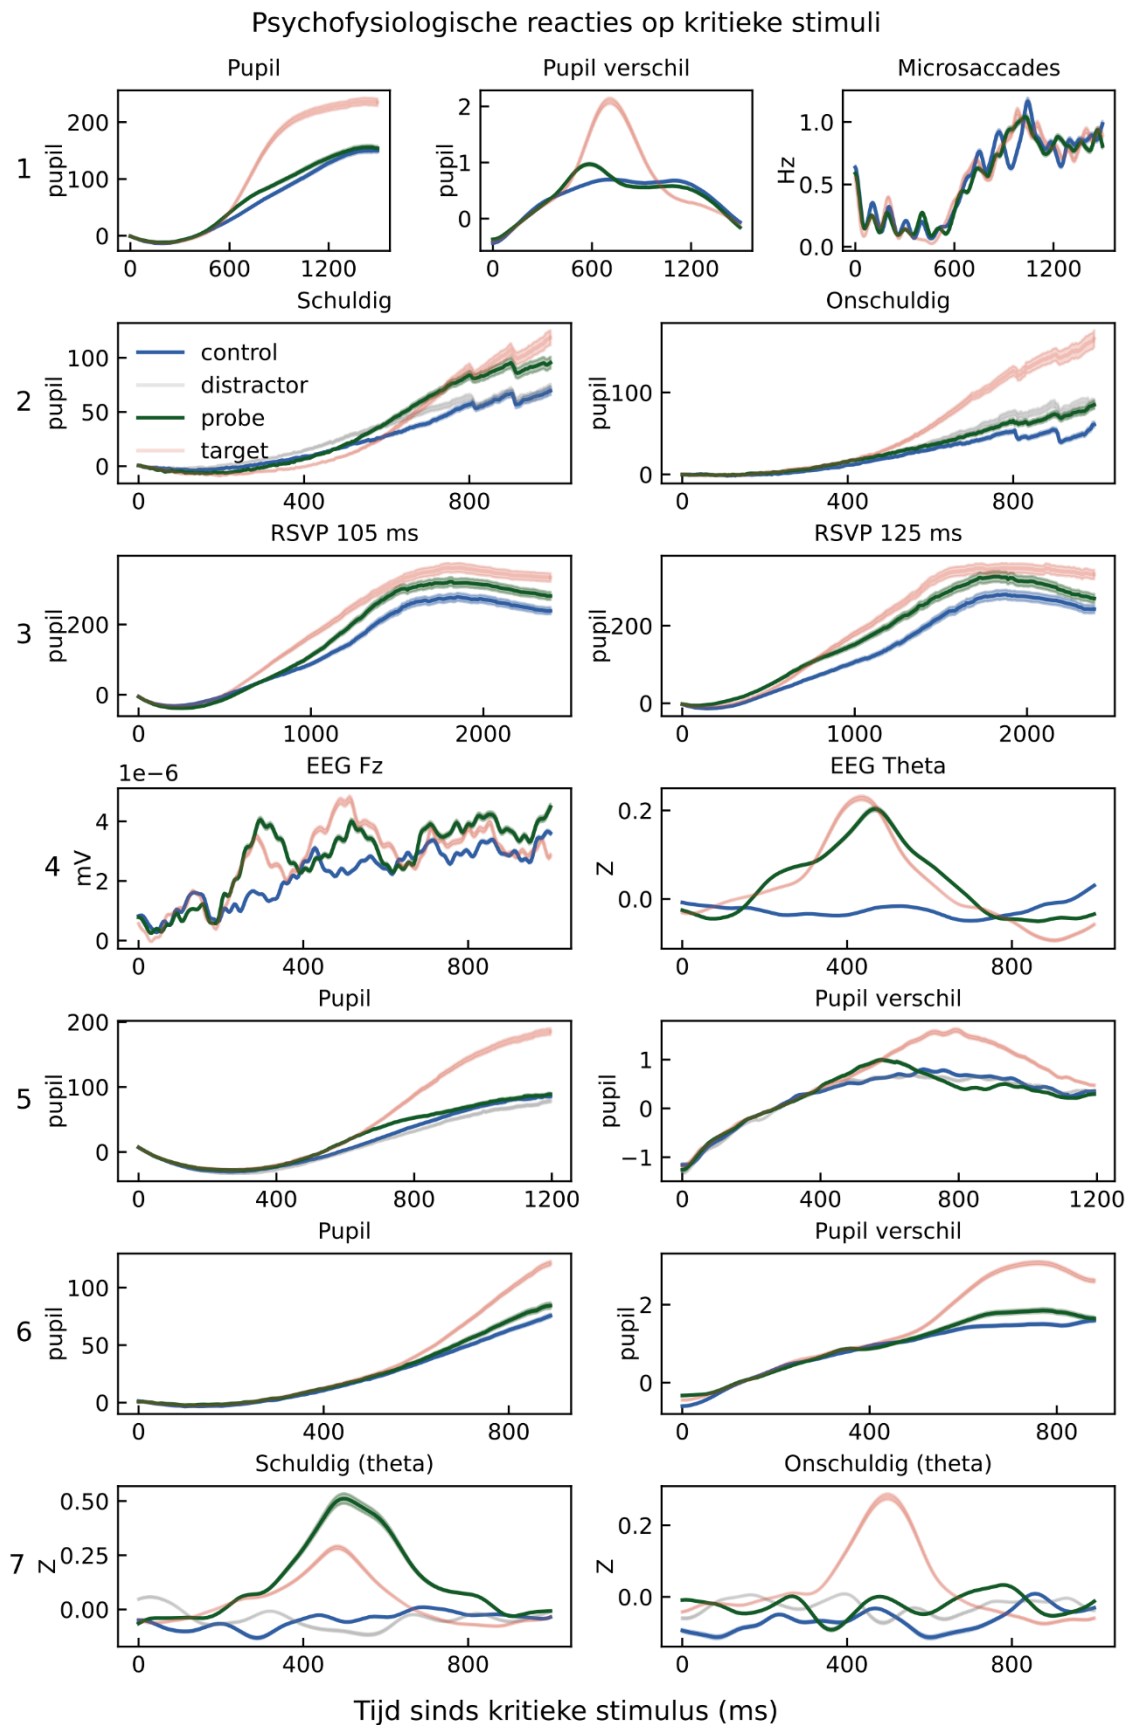 Psychofysiologische reacties op kritieke stimuli
Pupil
Pupil verschil
Microsaccades
1
pupil
200
100
0
0 600 1200
pupil
2
1
0
0 600 1200
Hz
1.0
0.5
0.0
0 600 1200
Schuldig
Onschuldig
2
pupil
100
50
0
control
distractor
probe
target
0 400 800
pupil
100
0
0 400 800
RSVP 105 ms
RSVP 125 ms
3
pupil
200
0
0 1000 2000
pupil
200
0
0 1000 2000
EEG Fz
EEG Theta
1e−6
4
mV
4
2
0
0 400 800
Z
0.2
0.0
0 400 800
Pupil
Pupil verschil
5
pupil
200
100
0
0 400 800 1200
pupil
1
0
−1
0 400 800 1200
Pupil
Pupil verschil
6
pupil
100
50
0
0 400 800
pupil
2
0
0 400 800
Schuldig (theta)
Onschuldig (theta)
7
Z
0.50
0.25
0.00
0 400 800
Z
0.2
0.0
0 400 800
Tijd sinds kritieke stimulus (ms)